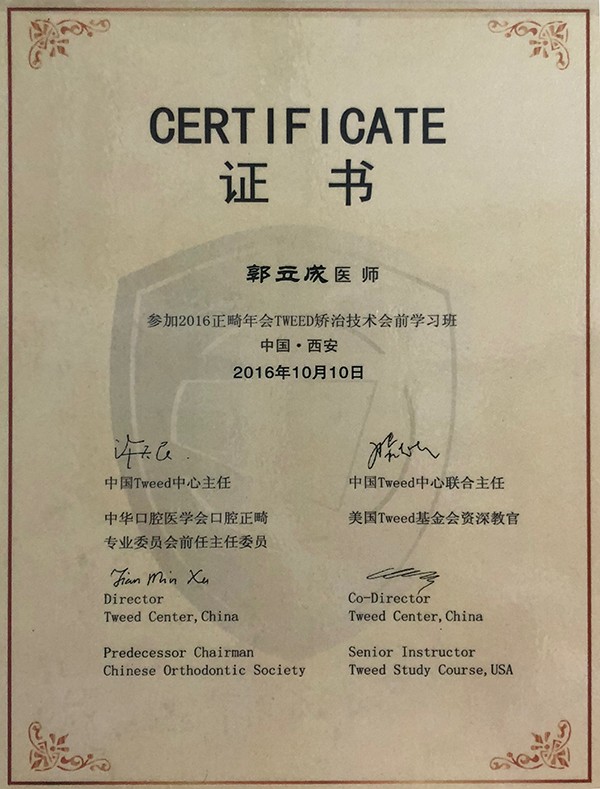 CERTIFICATE
证 书
郭立成医师
参加2016正畸年会TWEED矫治技术会前学习班
中国·西安
2016年10月10日
许天民
中国Tweed中心主任
中国Tweed中心联合主任
中华口腔医学会口腔正畸
专业委员会前任主任委员
美国Tweed基金会资深教官
Tian Min Xu
Director
Tweed Center,China
Co-Director
Tweed Center,China
Predecessor Chairman
Chinese Orthodontic Society
Senior Instructor
Tweed Study Course,USA